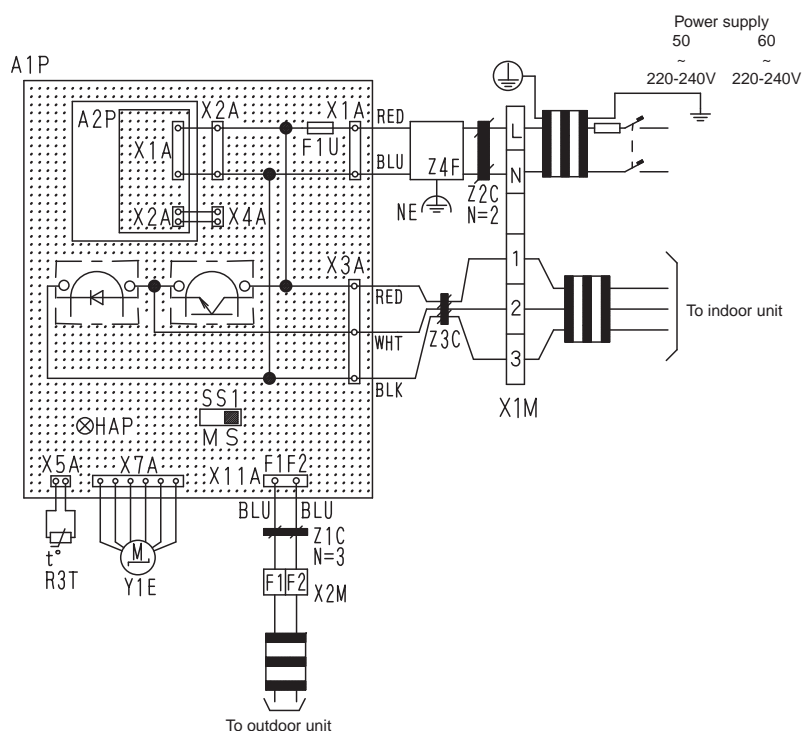 Power supply
50 60
~ ~
220-240V 220-240V
A1P
A2P X2A X1A RED
X1A F1U BLU Z4F L
Z2C N
N=2
NE
X2A X4A
X3A
RED 1
WHT Z3C 2 To indoor unit
BLK 3
X1M
SS1
M S
HAP
X5A X7A X11A F1F2
BLU BLU
Z1C
N=3
t° M
R3T Y1E
F1 F2 X2M
To outdoor unit